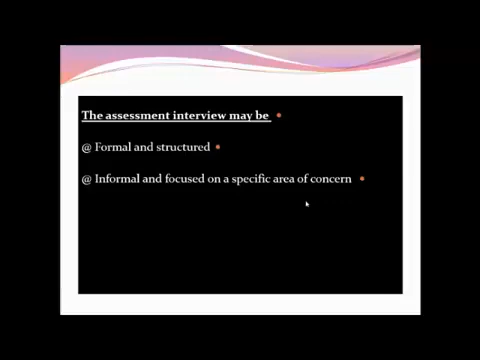 The assessment interview may be •
@ Formal and structured •
@ Informal and focused on a specific area of concern •